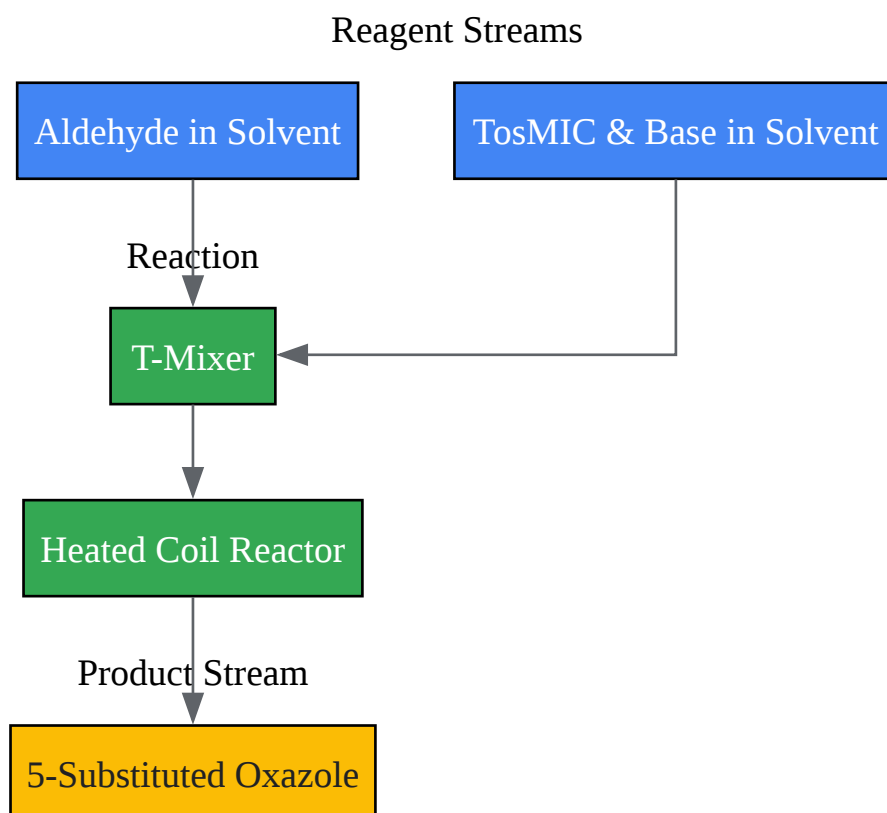 Reagent Streams
Aldehyde in Solvent
TosMIC & Base in Solvent
Reaction
T-Mixer
Heated Coil Reactor
Product Stream
5-Substituted Oxazole